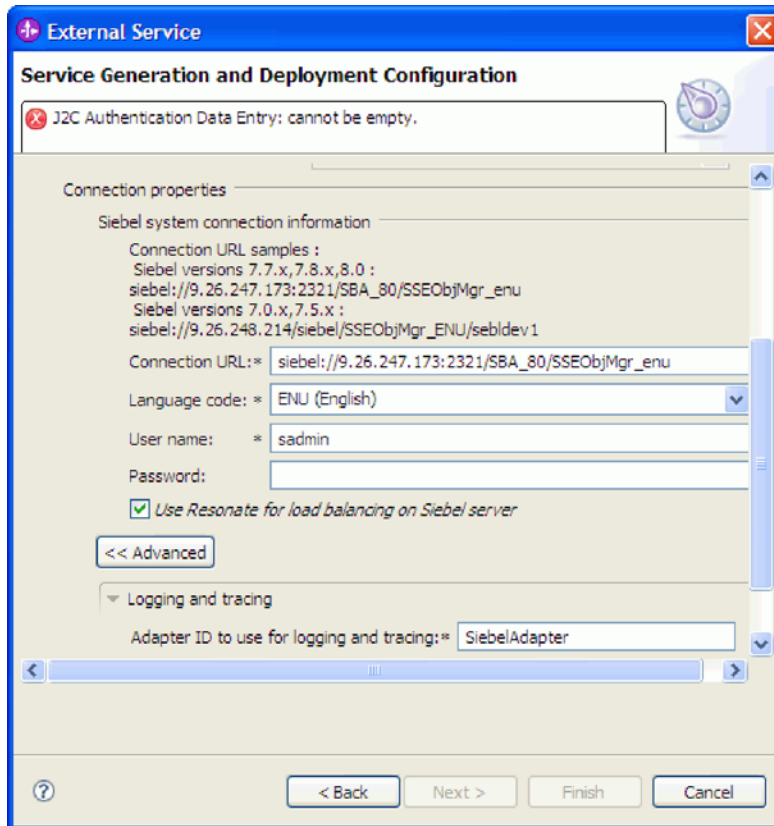 External Service
Service Generation and Deployment Configuration
J2C Authentication Data Entry: cannot be empty.
Connection properties
Siebel system connection information
Connection URL samples :
Siebel versions 7.7.x,7.8.x,8.0 :
siebel://9.26.247.173:2321/SBA_80/SSEObjMgr_enu
Siebel versions 7.0.x,7.5.x :
siebel://9.26.248.214/siebel/SSEObjMgr_ENU/sebldev1
Connection URL:* siebel://9.26.247.173:2321/SBA_80/SSEObjMgr_enu
Language code: * ENU (English)
User name: * sadmin
Password:
Use Resonate for load balancing on Siebel server
<< Advanced
Logging and tracing
Adapter ID to use for logging and tracing:* SiebelAdapter
? < Back Next > Finish Cancel